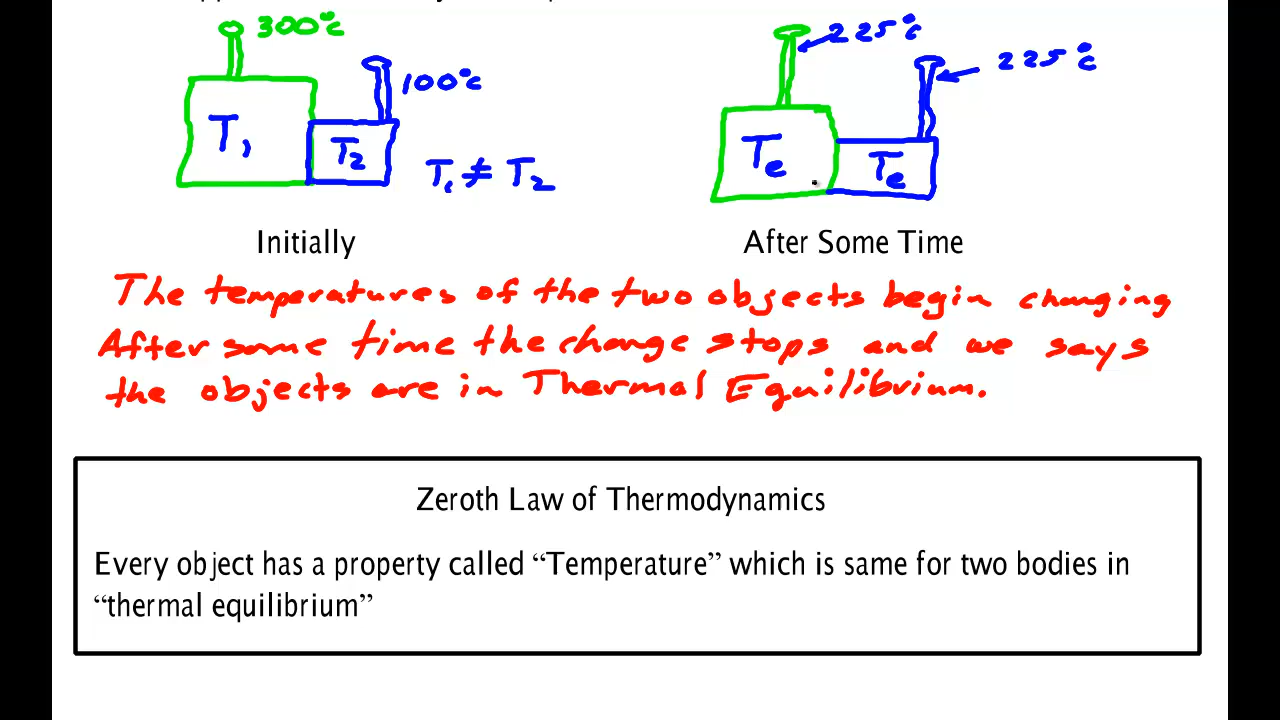 300°c
225°c
100°c
225°c
T1
T2
T1 ≠ T2
Te
Te
Initially
After Some Time
The temperatures of the two objects begin changing
After some time the change stops and we says
the objects are in Thermal Equilibrium.
Zeroth Law of Thermodynamics
Every object has a property called “Temperature” which is same for two bodies in
“thermal equilibrium”